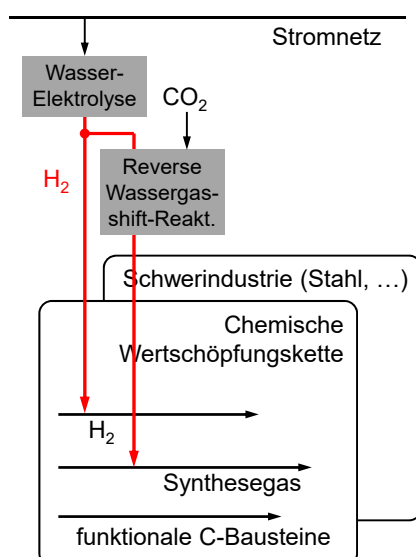 Stromnetz
Wasser-
Elektrolyse
CO₂
H₂
Reverse
Wassergas-
shift-Reakt.
Schwerindustrie (Stahl, …)
Chemische
Wertschöpfungskette
H₂
Synthesegas
funktionale C-Bausteine